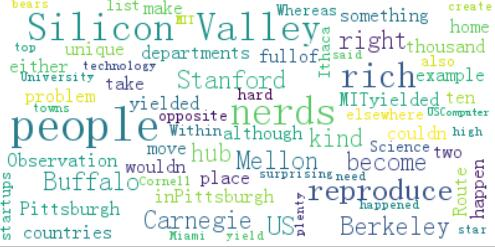 bears list make MIT Whereas something create
Silicon Valley right home
top unique departments fullof Ithaca said thousand
either University technology Stanford rich also example
problem take hard MITyielded ten
towns yielded opposite nerds elsewhere USComputer
people Within although kind couldn high
Observation move hub Mellon become Science two
wouldn place surprising need reproduce Route happen
Buffalo Cornell inPittsburgh happened
startups Pittsburgh Carnegie US plenty Berkeley
countries Miami yield star